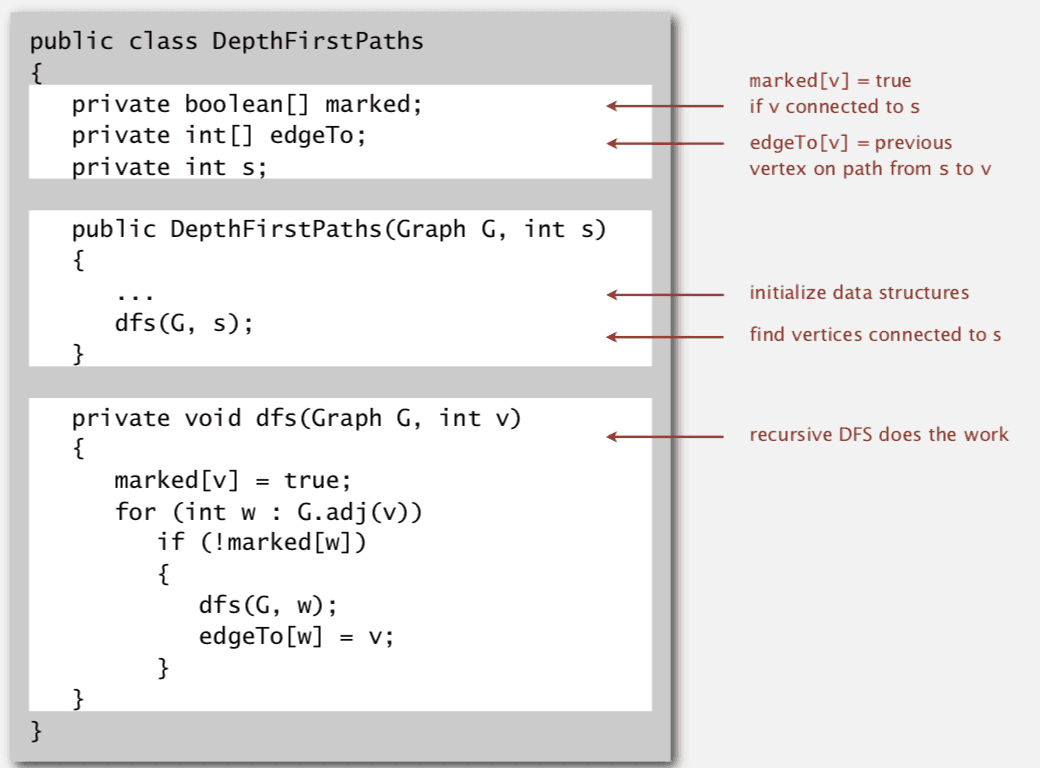 public class DepthFirstPaths
{
   private boolean[] marked;
   private int[] edgeTo;
   private int s;
   public DepthFirstPaths(Graph G, int s)
   {
      ...
      dfs(G, s);
   }
   private void dfs(Graph G, int v)
   {
      marked[v] = true;
      for (int w : G.adj(v))
         if (!marked[w])
         {
            dfs(G, w);
            edgeTo[w] = v;
         }
   }
}
marked[v] = true
if v connected to s
edgeTo[v] = previous
vertex on path from s to v
initialize data structures
find vertices connected to s
recursive DFS does the work